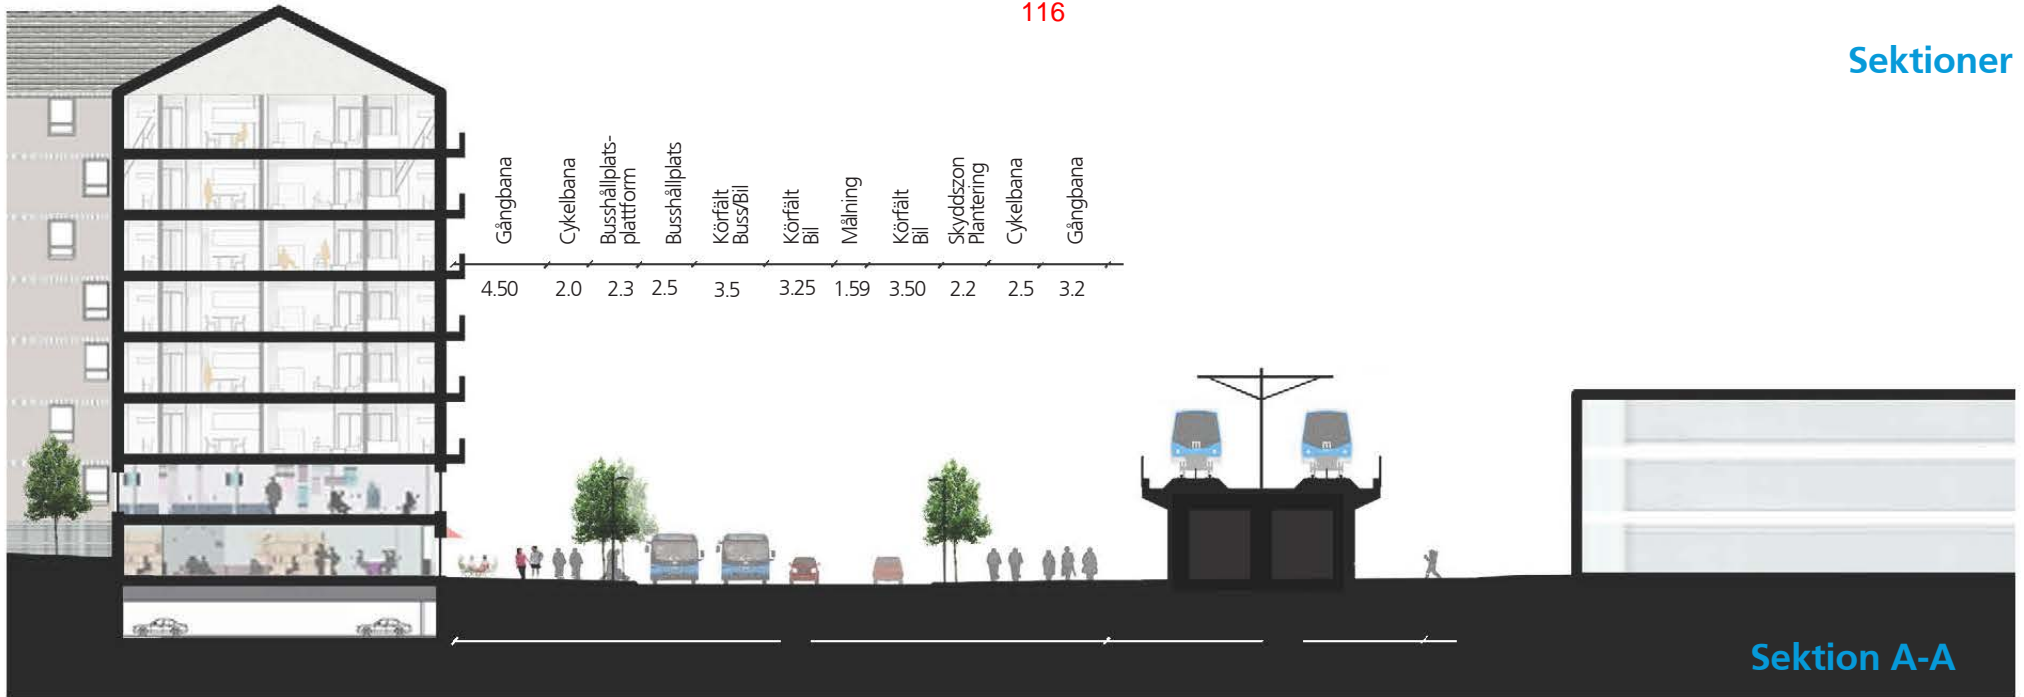 116
Sektioner
Gångbana
Cykelbana
Busshållplats-
plattform
Busshållplats
Körfält
Buss/Bil
Körfält
Bil
Målning
Körfält
Bil
Skyddszon
Plantering
Cykelbana
Gångbana
4.50 2.0 2.3 2.5 3.5 3.25 1.59 3.50 2.2 2.5 3.2
Sektion A-A